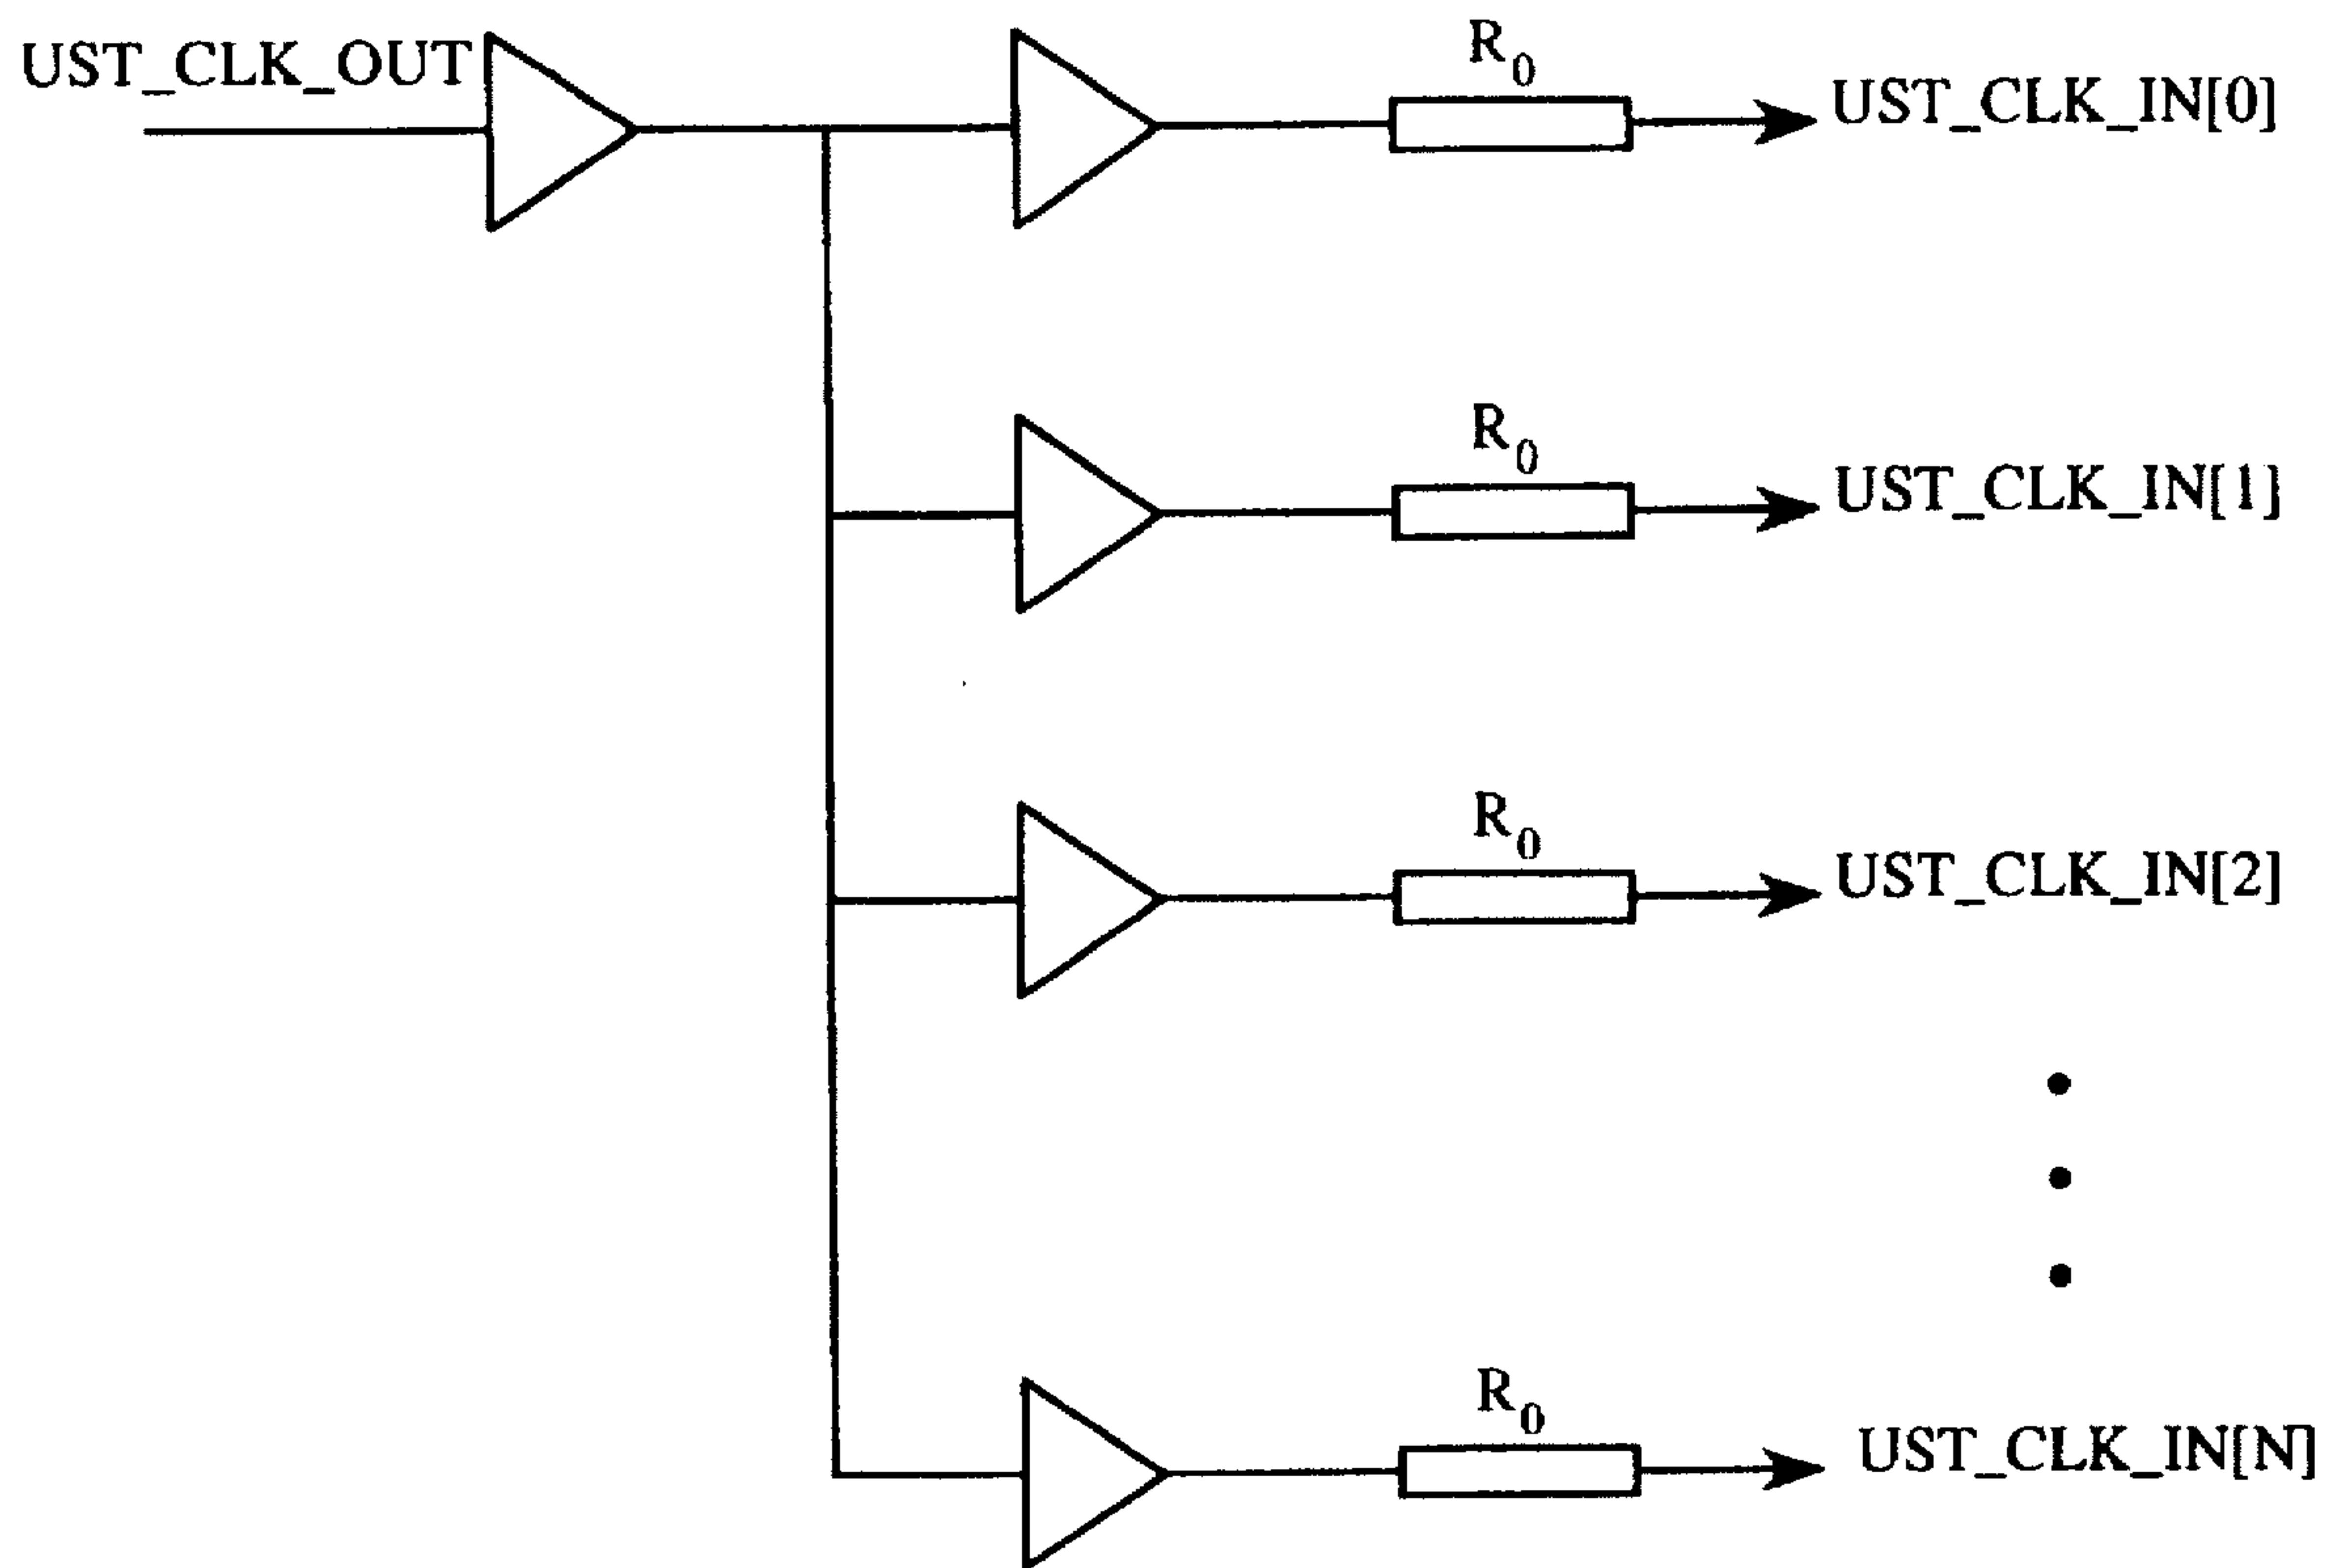 UST_CLK_OUT
R0
UST_CLK_IN[0]
R0
UST_CLK_IN[1]
R0
UST_CLK_IN[2]
R0
UST_CLK_IN[N]